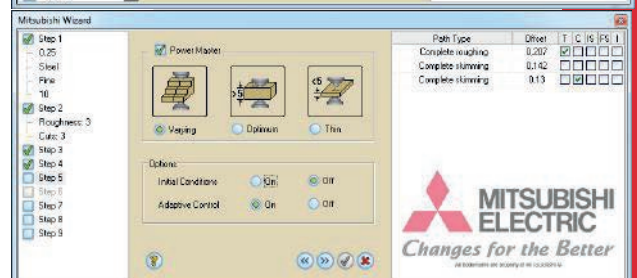 Mitsubishi Wizard
Step 1
0.25
Steel
Fine
10
Step 2
Roughness: 3
Cuts: 3
Step 3
Step 4
Step 5
Step 6
Step 7
Step 8
Step 9
Power Master
>5
<5
Varying
Optimum
Thin
Options
Initial Conditions On Off
Adaptive Control On Off
Path Type Offset T C IS FS I
Complete roughing 0,207
Complete skimming 0,142
Complete skimming 0,13
MITSUBISHI
ELECTRIC
Changes for the Better